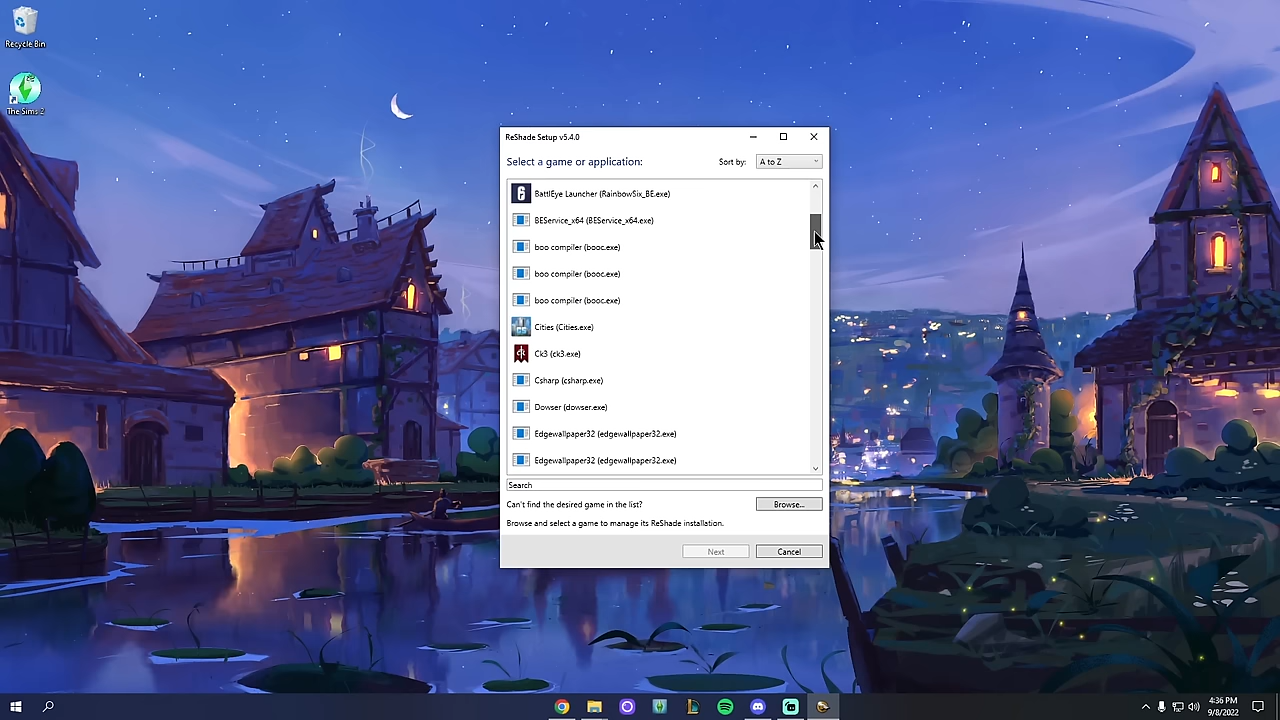 Recycle Bin
The Sims 2
ReShade Setup v5.4.0
Select a game or application:
Sort by:
A to Z
BattlEye Launcher (RainbowSix_BE.exe)
BEService_x64 (BEService_x64.exe)
boo compiler (booc.exe)
boo compiler (booc.exe)
boo compiler (booc.exe)
Cities (Cities.exe)
Ck3 (ck3.exe)
Csharp (csharp.exe)
Dowser (dowser.exe)
Edgewallpaper32 (edgewallpaper32.exe)
Edgewallpaper32 (edgewallpaper32.exe)
Search
Can't find the desired game in the list?
Browse...
Browse and select a game to manage its ReShade installation.
Next
Cancel
4:36 PM
9/8/2022